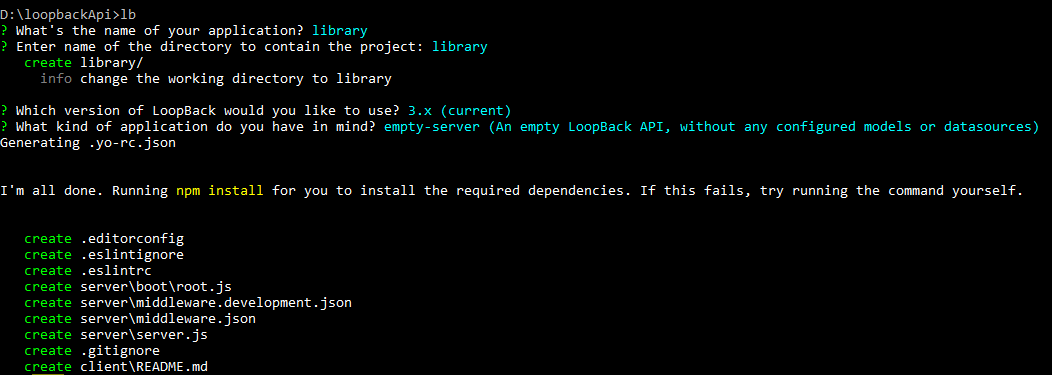 D:\loopbackApi>lb
? What's the name of your application? library
? Enter name of the directory to contain the project: library
create library/
info change the working directory to library
? Which version of LoopBack would you like to use? 3.x (current)
? What kind of application do you have in mind? empty-server (An empty LoopBack API, without any configured models or datasources)
Generating .yo-rc.json
I'm all done. Running npm install for you to install the required dependencies. If this fails, try running the command yourself.
create .editorconfig
create .eslintignore
create .eslintrc
create server\boot\root.js
create server\middleware.development.json
create server\middleware.json
create server\server.js
create .gitignore
create client\README.md